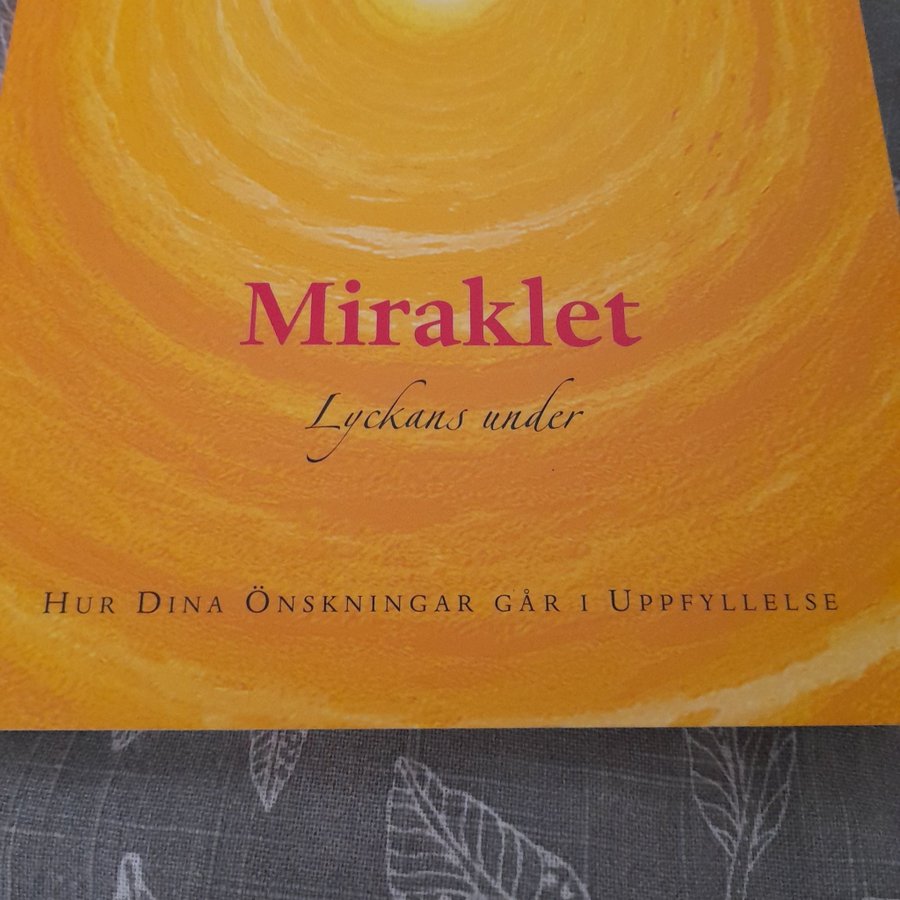 Miraklet
Lyckans under
Hur Dina Önskningar går i Uppfyllelse